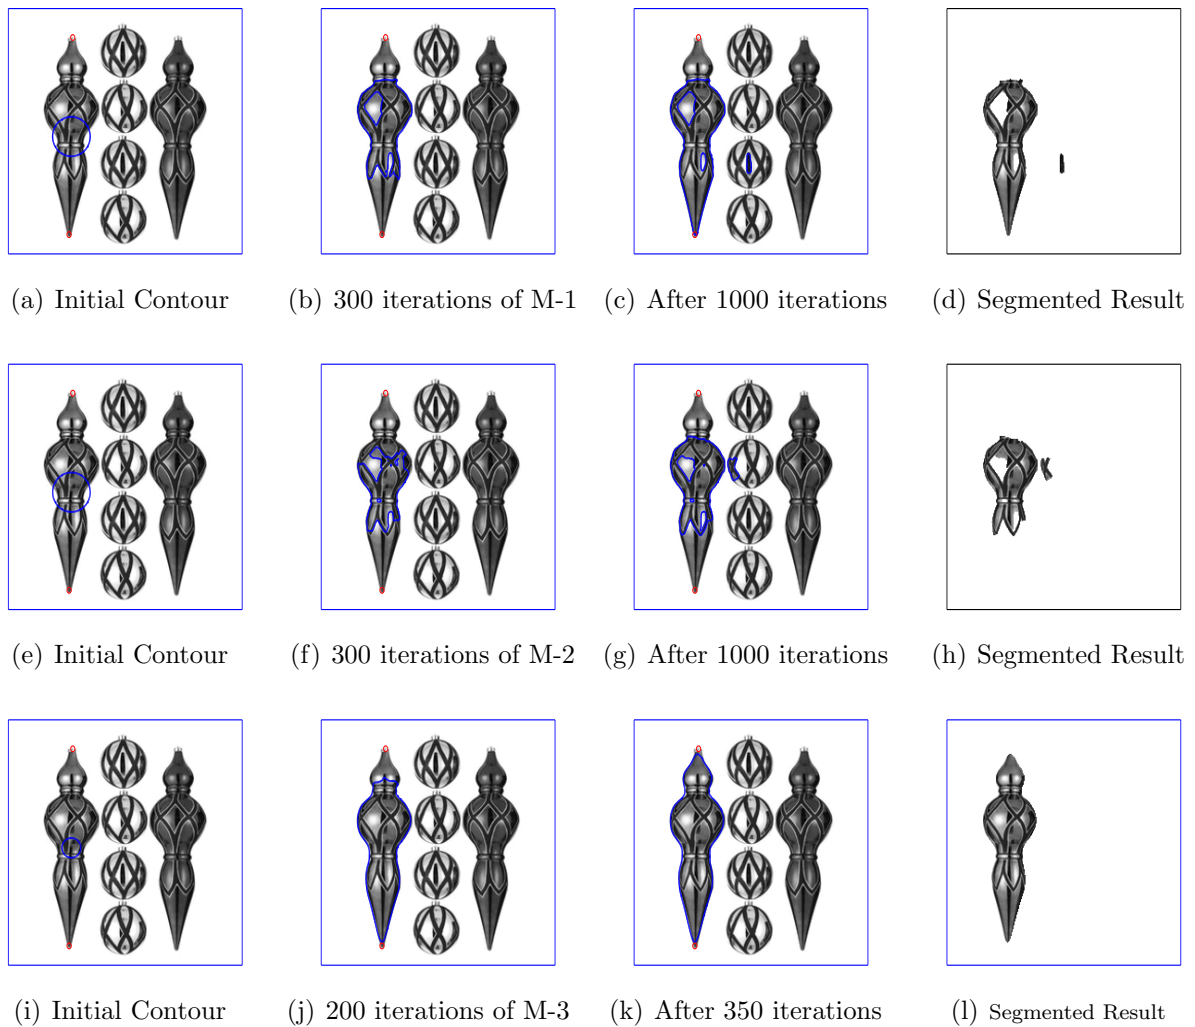 (a) Initial Contour
(b) 300 iterations of M-1
(c) After 1000 iterations
(d) Segmented Result
(e) Initial Contour
(f) 300 iterations of M-2
(g) After 1000 iterations
(h) Segmented Result
(i) Initial Contour
(j) 200 iterations of M-3
(k) After 350 iterations
(l) Segmented Result